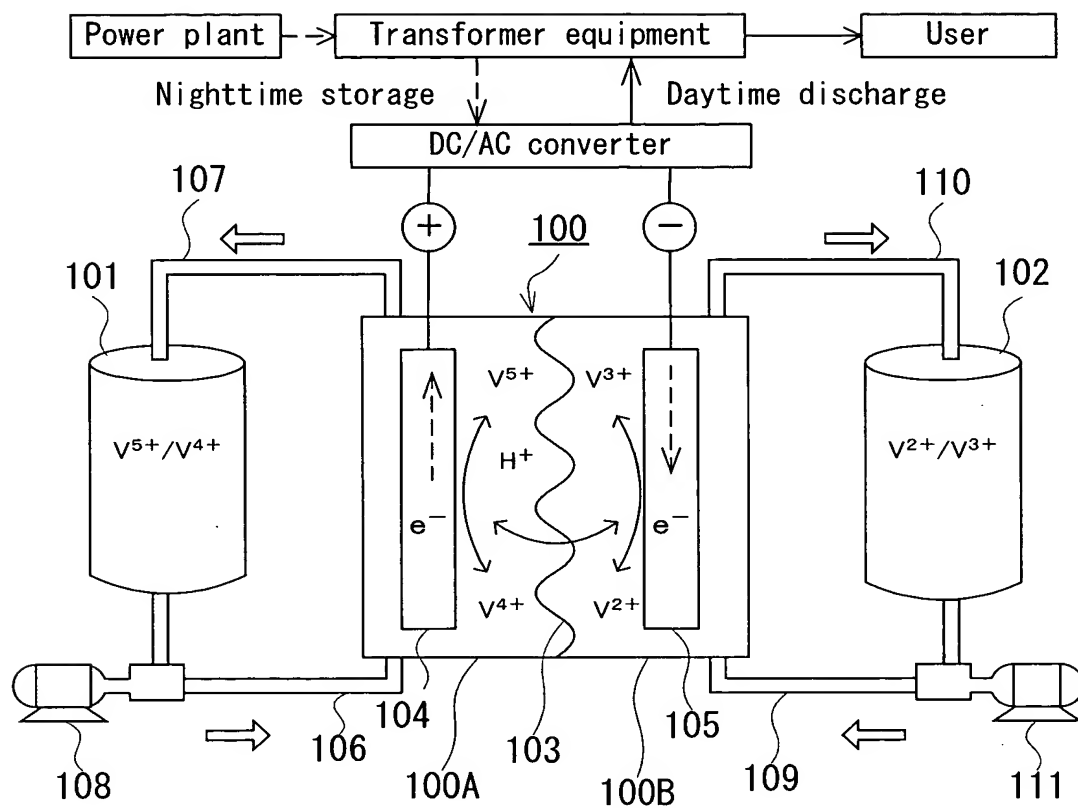 Power plant
Transformer equipment
User
Nighttime storage
Daytime discharge
DC/AC converter
107
110
+
−
100
101
102
V⁵⁺
V³⁺
V⁵⁺/V⁴⁺
H⁺
V²⁺/V³⁺
e⁻
e⁻
V⁴⁺
V²⁺
104
105
106
103
109
108
100A
100B
111